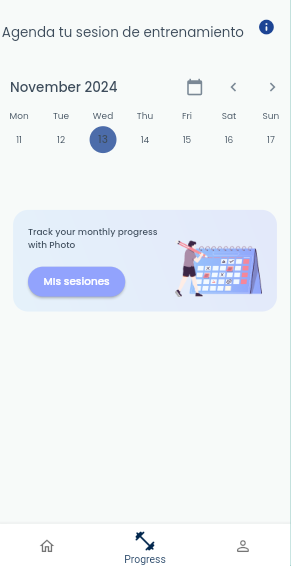 Agenda tu sesion de entrenamiento
November 2024
Mon Tue Wed Thu Fri Sat Sun
11 12 13 14 15 16 17
Track your monthly progress
with Photo
MIs sesiones
Progress